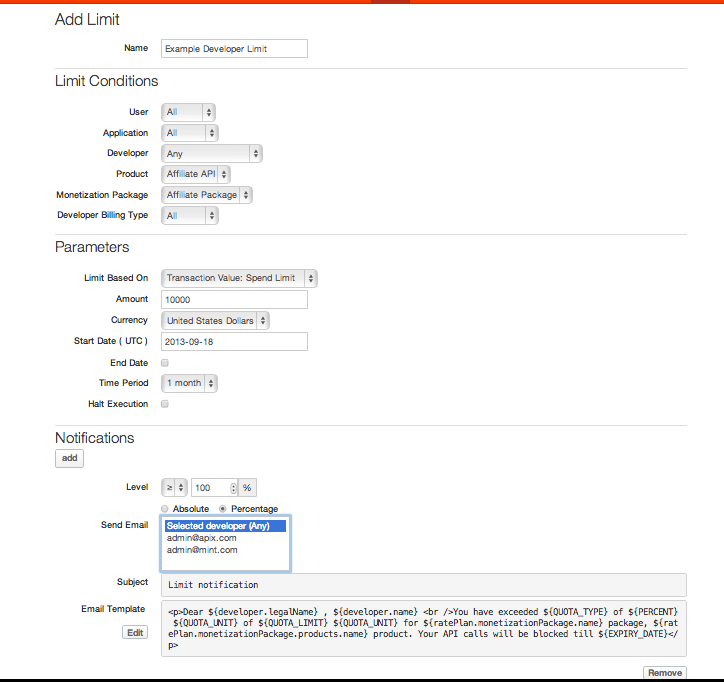 Add Limit
Name Example Developer Limit
Limit Conditions
User All
Application All
Developer Any
Product Affiliate API
Monetization Package Affiliate Package
Developer Billing Type All
Parameters
Limit Based On Transaction Value: Spend Limit
Amount 10000
Currency United States Dollars
Start Date ( UTC ) 2013-09-18
End Date
Time Period 1 month
Halt Execution
Notifications
add
Level ≥ 100 %
Absolute Percentage
Send Email Selected developer (Any)
admin@apix.com
admin@mint.com
Subject Limit notification
Email Template <p>Dear ${developer.legalName} , ${developer.name} <br />You have exceeded ${QUOTA_TYPE} of ${PERCENT}
${QUOTA_UNIT} of ${QUOTA_LIMIT} ${QUOTA_UNIT} for ${ratePlan.monetizationPackage.name} package, ${rat
Edit ePlan.monetizationPackage.products.name} product. Your API calls will be blocked till ${EXPIRY_DATE}</
p>
Remove